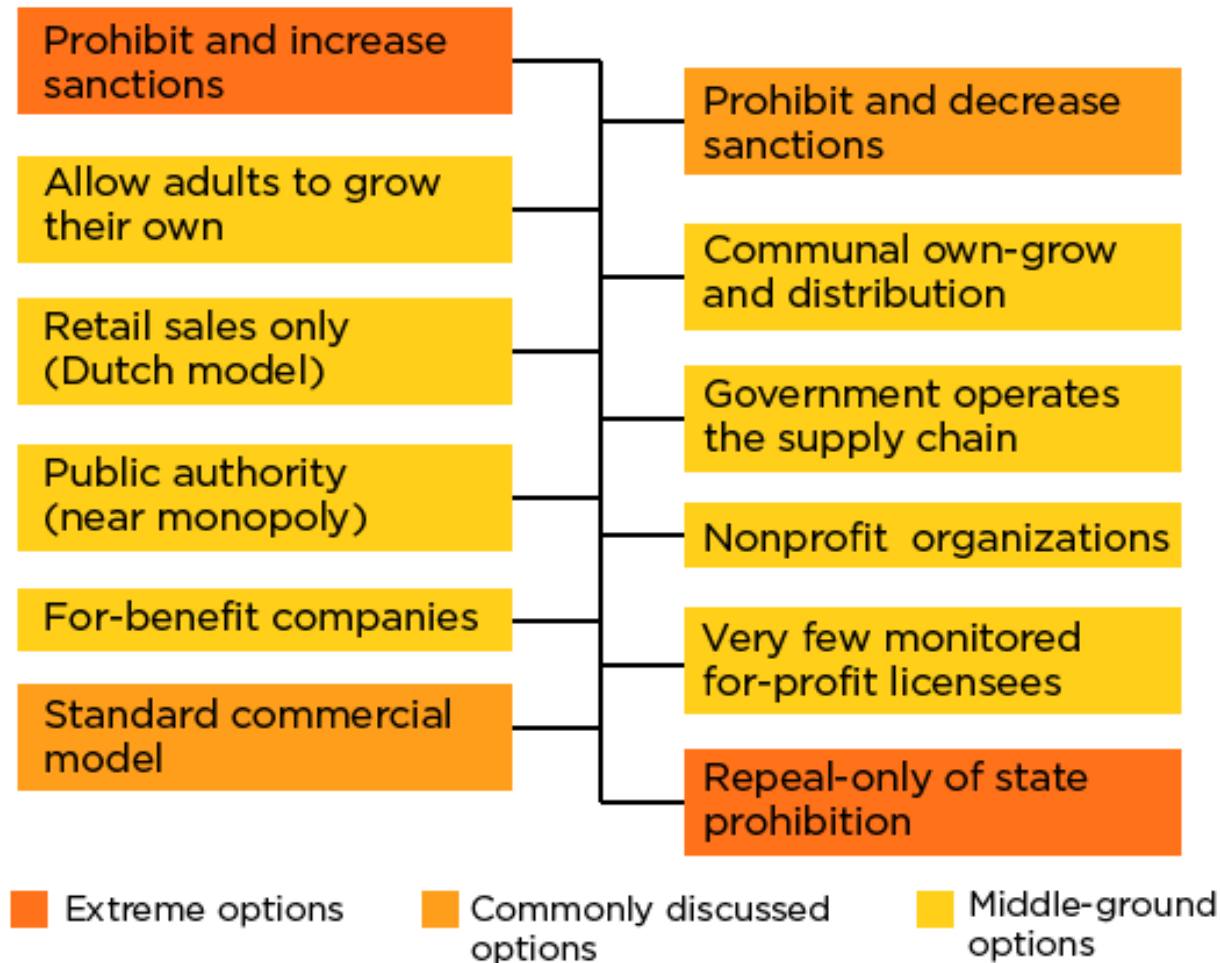 Prohibit and increase
sanctions
Prohibit and decrease
sanctions
Allow adults to grow
their own
Communal own-grow
and distribution
Retail sales only
(Dutch model)
Government operates
the supply chain
Public authority
(near monopoly)
Nonprofit organizations
For-benefit companies
Very few monitored
for-profit licensees
Standard commercial
model
Repeal-only of state
prohibition
Extreme options
Commonly discussed
options
Middle-ground
options